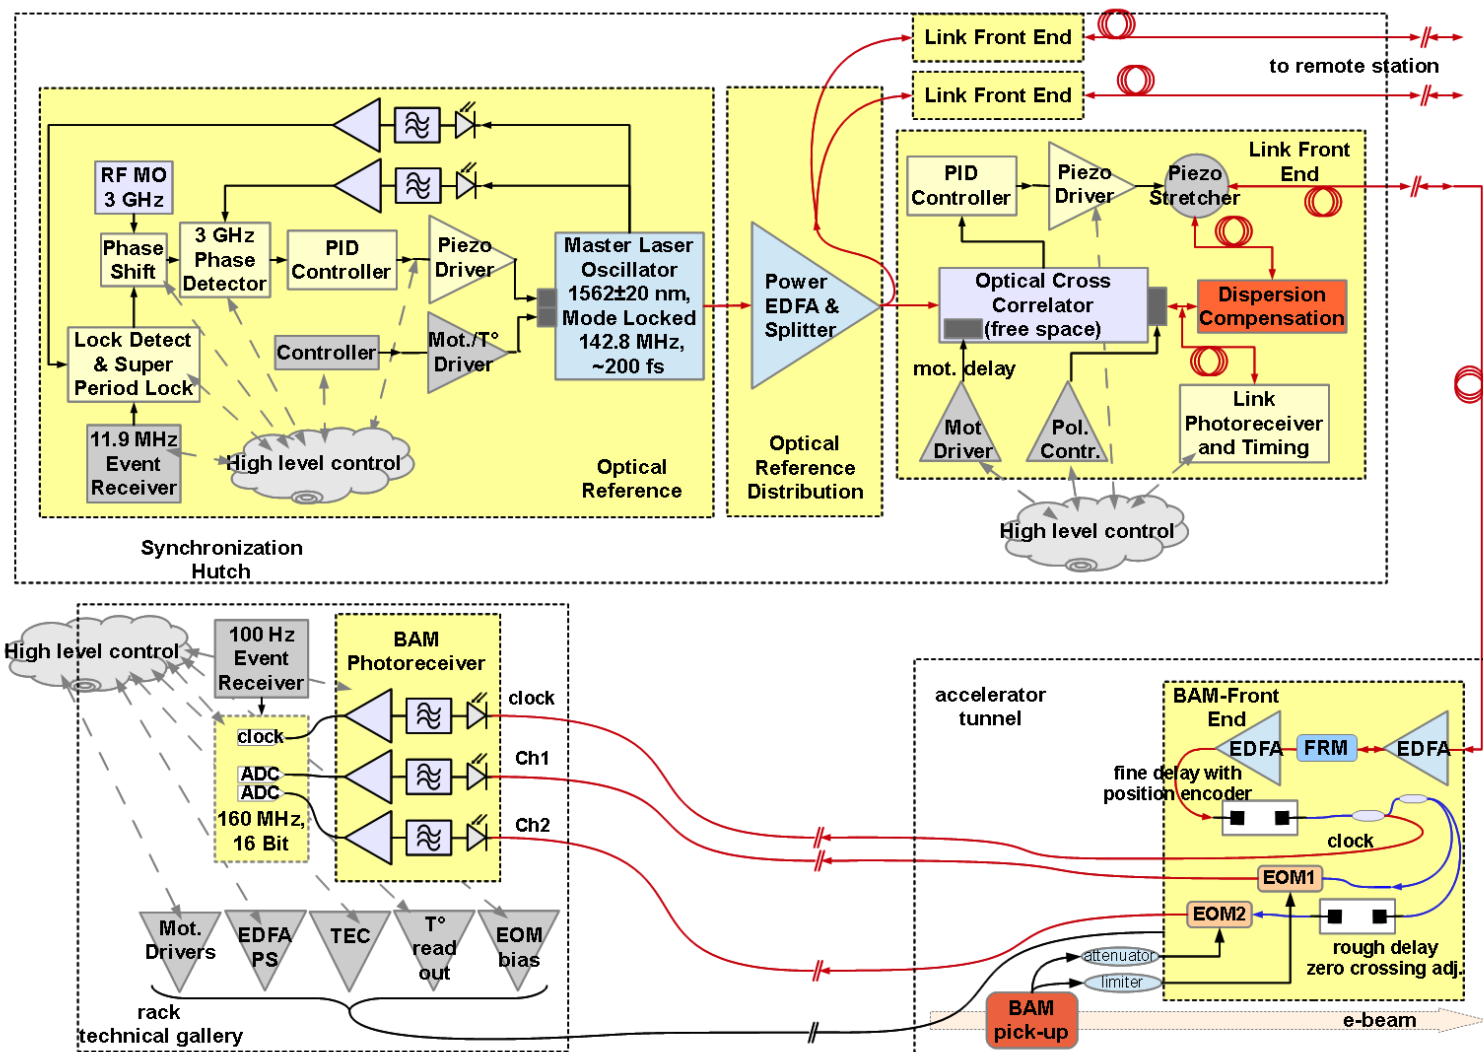 Link Front End
to remote station
Link Front End
RF MO
3 GHz
Phase
Shift
3 GHz
Phase
Detector
PID
Controller
Piezo
Driver
Master Laser
Oscillator
1562±20 nm,
Mode Locked
142.8 MHz,
~200 fs
Lock Detect
& Super
Period Lock
Controller
Mot./T°
Driver
11.9 MHz
Event
Receiver
High level control
Optical
Reference
Power
EDFA &
Splitter
Optical
Reference
Distribution
PID
Controller
Piezo
Driver
Piezo
Stretcher
Link Front
End
Optical Cross
Correlator
(free space)
Dispersion
Compensation
mot. delay
Mot
Driver
Pol.
Contr.
Link
Photoreceiver
and Timing
High level control
Synchronization
Hutch
High level control
100 Hz
Event
Receiver
BAM
Photoreceiver
clock
clock
Ch1
ADC
ADC
160 MHz,
16 Bit
Ch2
Mot.
Drivers
EDFA
PS
TEC
T°
read
out
EOM
bias
rack
technical gallery
accelerator
tunnel
BAM-Front
End
EDFA
FRM
EDFA
fine delay with
position encoder
clock
EOM1
EOM2
rough delay
zero crossing adj.
attenuator
limiter
BAM
pick-up
e-beam